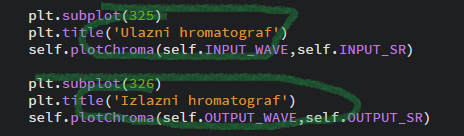 plt.subplot(325)
plt.title('Ulazni hromatograf')
self.plotChroma(self.INPUT_WAVE,self.INPUT_SR)
plt.subplot(326)
plt.title('Izlazni hromatograf')
self.plotChroma(self.OUTPUT_WAVE,self.OUTPUT_SR)